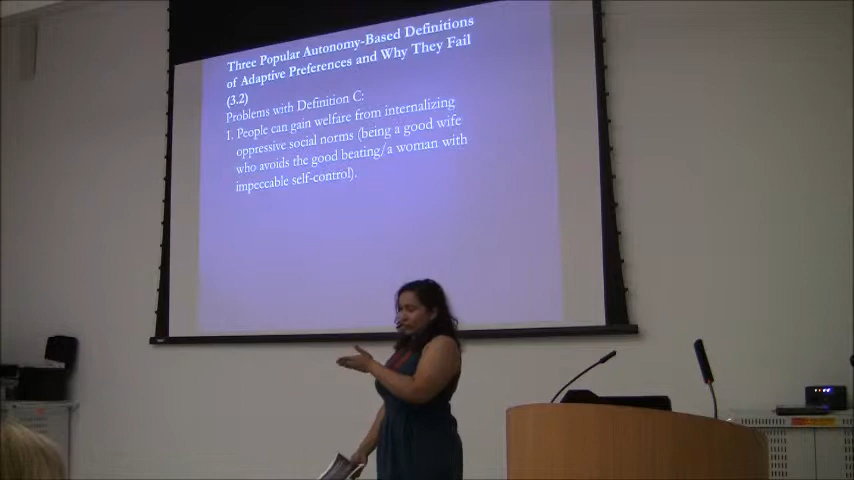 Three Popular Autonomy-Based Definitions
of Adaptive Preferences and Why They Fail
(3.2)
Problems with Definition C:
1. People can gain welfare from internalizing
oppressive social norms (being a good wife
who avoids the good beating/a woman with
impeccable self-control).